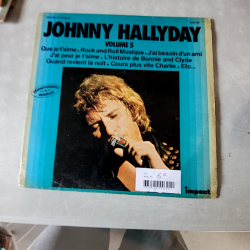 JOHNNY HALLYDAY
VOLUME 5
Que je t'aime . Rock and Roll Musique . J'ai besoin d'un ami
J'ai peur je t'aime . L'histoire de Bonnie and Clyde
Quand revient la nuit . Cours plus vite Charlie . Etc...
impact